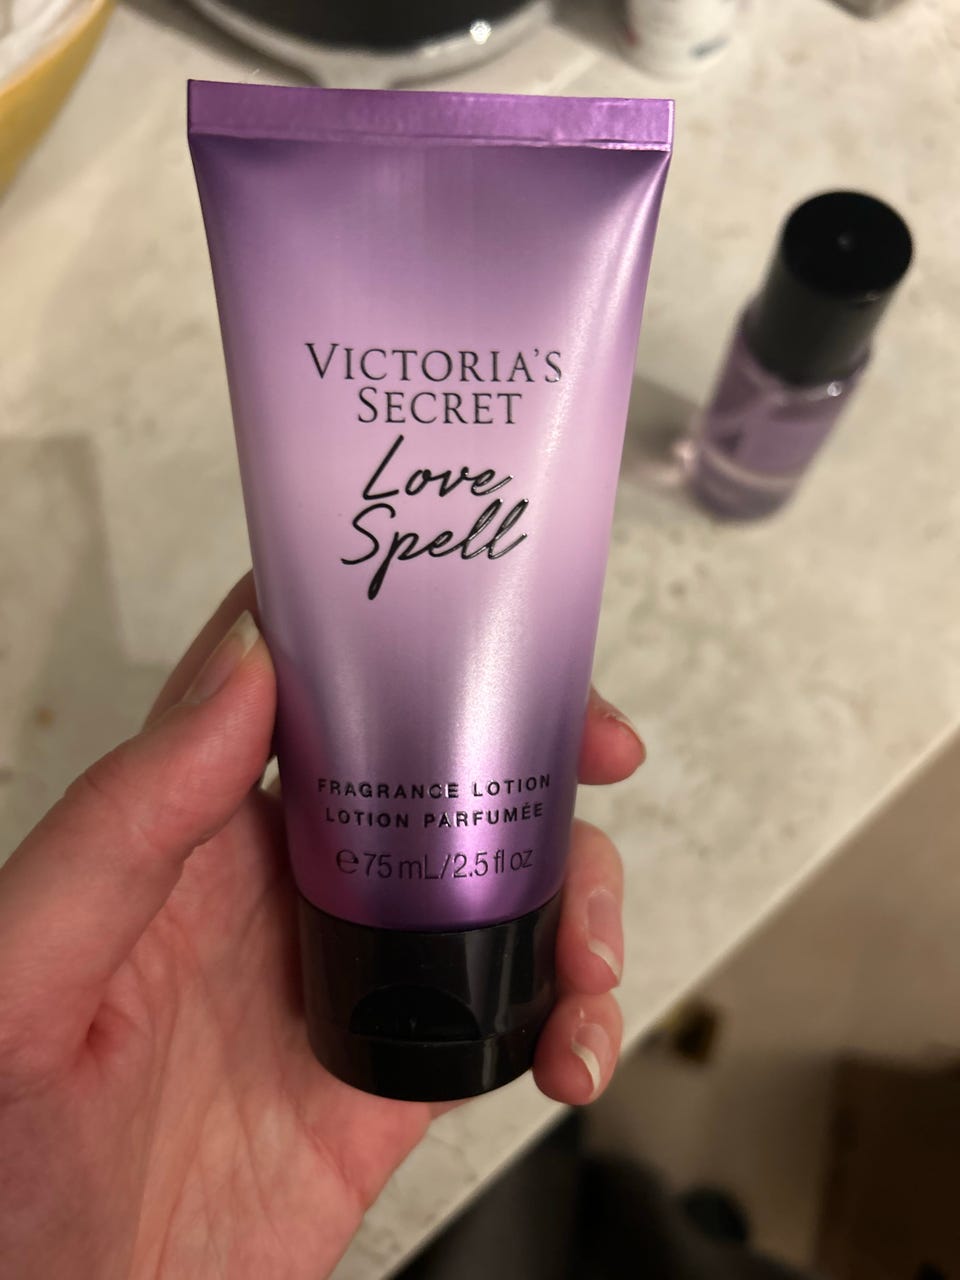 VICTORIA'S
SECRET
Love
Spell
FRAGRANCE LOTION
LOTION PARFUMÉE
℮75 mL/2.5 fl oz